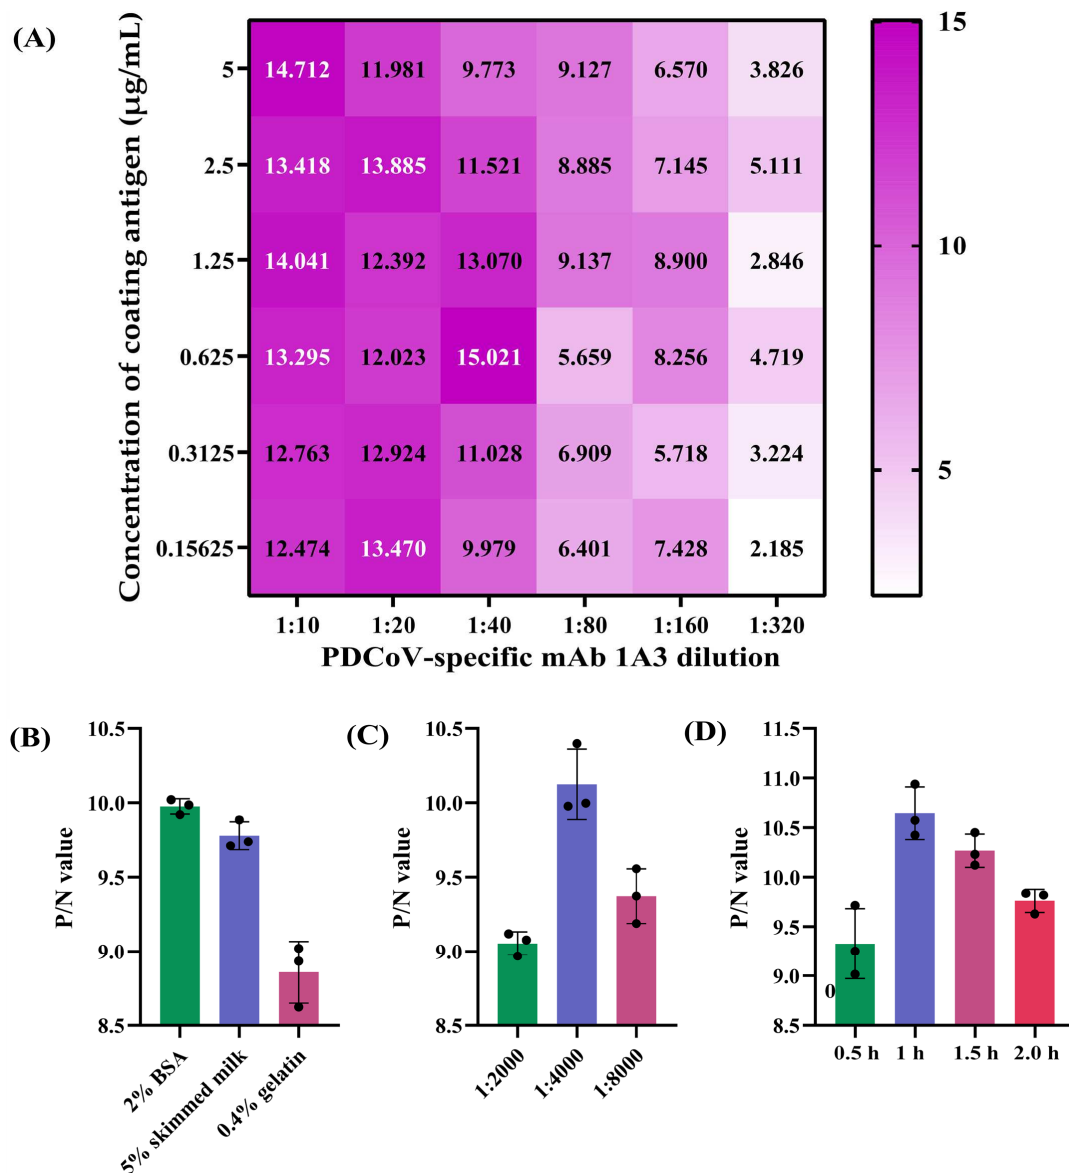 (A)
Concentration of coating antigen (µg/mL)
5 14.712 11.981 9.773 9.127 6.570 3.826
2.5 13.418 13.885 11.521 8.885 7.145 5.111
1.25 14.041 12.392 13.070 9.137 8.900 2.846
0.625 13.295 12.023 15.021 5.659 8.256 4.719
0.3125 12.763 12.924 11.028 6.909 5.718 3.224
0.15625 12.474 13.470 9.979 6.401 7.428 2.185
1:10 1:20 1:40 1:80 1:160 1:320
PDCoV-specific mAb 1A3 dilution
15
10
5
(B)
P/N value
10.5
10.0
9.5
9.0
8.5
2% BSA
5% skimmed milk
0.4% gelatin
(C)
P/N value
10.5
10.0
9.5
9.0
8.5
1:2000
1:4000
1:8000
(D)
P/N value
11.5
11.0
10.5
10.0
9.5
9.0
8.5
0
0.5 h 1 h 1.5 h 2.0 h